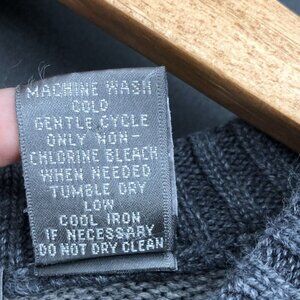 MACHINE WASH
COLD
GENTLE CYCLE
ONLY NON-
CHLORINE BLEACH
WHEN NEEDED
TUMBLE DRY
LOW
COOL IRON
IF NECESSARY
DO NOT DRY CLEAN